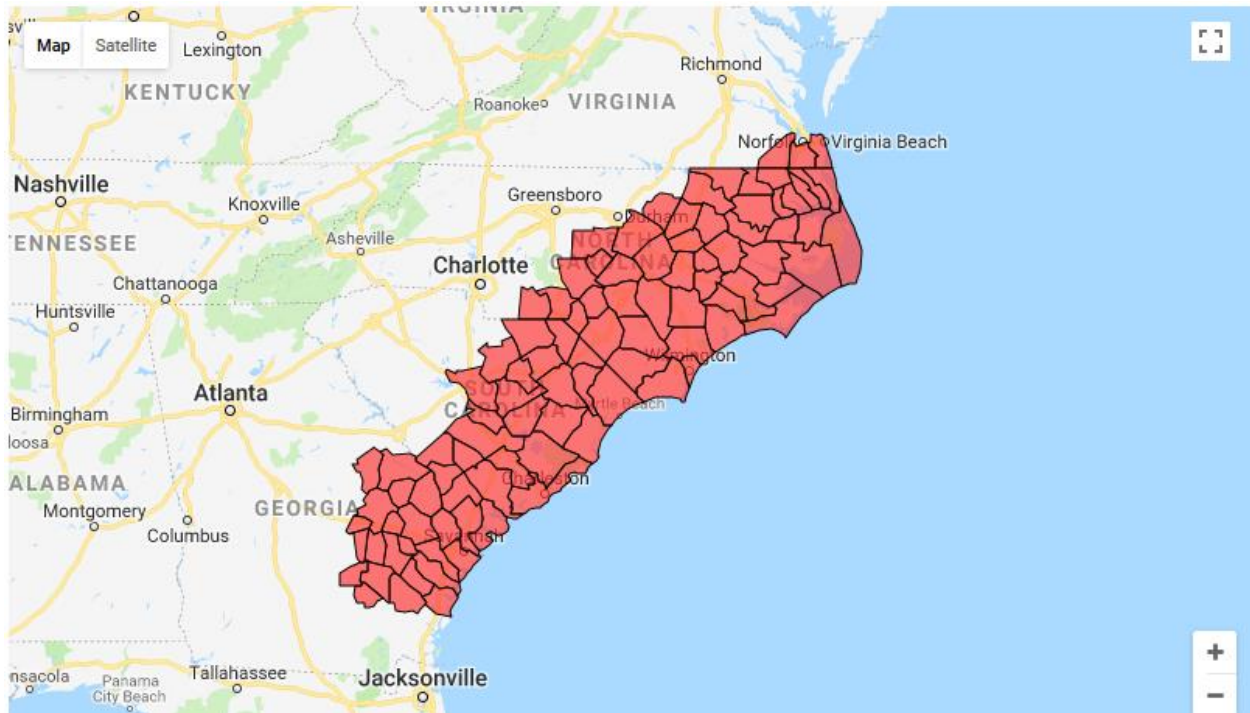 VIRGINIA
Map
Satellite
Lexington
Richmond
KENTUCKY
Roanoke
VIRGINIA
Norfolk
Virginia Beach
Nashville
Greensboro
Knoxville
Durham
TENNESSEE
Asheville
NORTH
CAROLINA
Charlotte
Chattanooga
Huntsville
Wilmington
Atlanta
SOUTH
CAROLINA
Myrtle Beach
Birmingham
loosa
ALABAMA
Charleston
GEORGIA
Montgomery
Columbus
Savannah
+
nsacola
Panama
City Beach
Tallahassee
Jacksonville
−